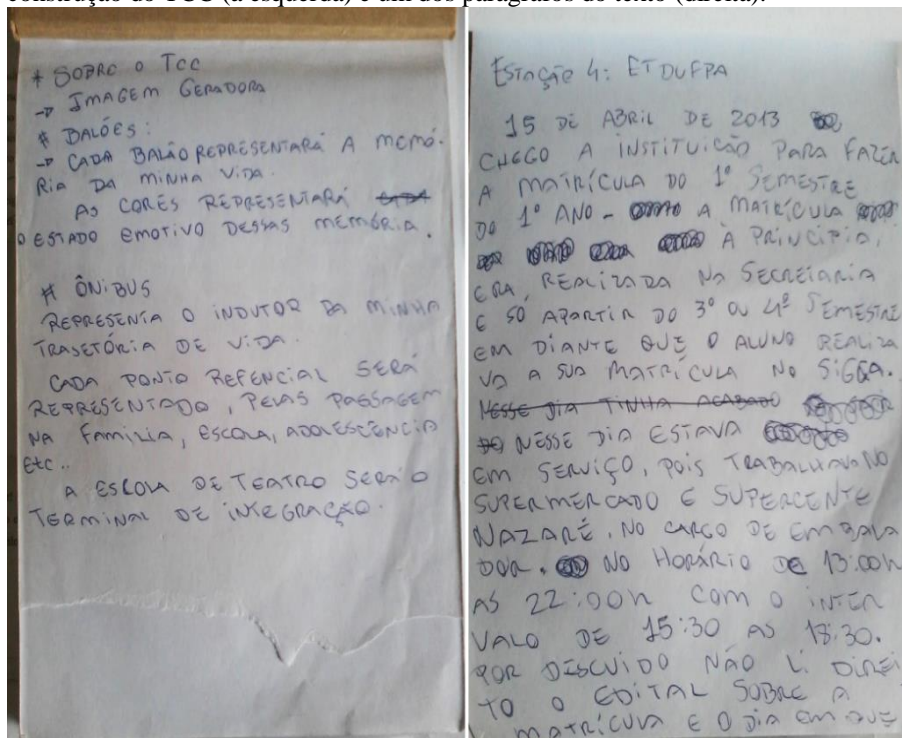 construção do TCC (à esquerda) e um dos parágrafos do texto (direita).
* SOBRE O TCC
→ IMAGEM GERADORA
# BALÕES:
→ CADA BALÃO REPRESENTARÁ A MEMÓ-
RIA DA MINHA VIDA.
AS CORES REPRESENTARÁ
O ESTADO EMOTIVO DESSAS MEMÓRIA.
# ÔNIBUS
REPRESENTA O INDUTOR DA MINHA
TRASETÓRIA DE VIDA.
CADA PONTO REFENCIAL SERÁ
REPRESENTADO, PELAS PASSAGEM
NA FAMÍLIA, ESCOLA, ADOLESCÊNCIA
Etc..
A ESCOLA DE TEATRO SERÁ O
TERMINAL DE INTEGRAÇÃO.
ESTAÇÃO 4: ETDUFPA
15 DE ABRIL DE 2013
CHEGO A INSTITUIÇÃO PARA FAZER
A MATRÍCULA DO 1º SEMESTRE
DO 1º ANO - A MATRÍCULA
À PRINCÍPIO,
ERA, REALIZADA NA SECRETARIA
E SÓ APARTIR DO 3º OU 4º SEMESTRE
EM DIANTE QUE O ALUNO REALIZA
VA A SUA MATRÍCULA NO SIGGA.
NESSE DIA TINHA ACABADO
DO NESSE DIA ESTAVA
EM SERVIÇO, POIS TRABALHAVA NO
SUPERMERCADO E SUPERCENTE
NAZARÉ, NO CARGO DE EMBALA
DOR. NO HORÁRIO DE 13:00h
AS 22:00h COM O INTER
VALO DE 15:30 AS 18:30.
POR DESCUIDO NÃO LI DIREI
TO O EDITAL SOBRE A
MATRÍCULA E O DIA EM QUE